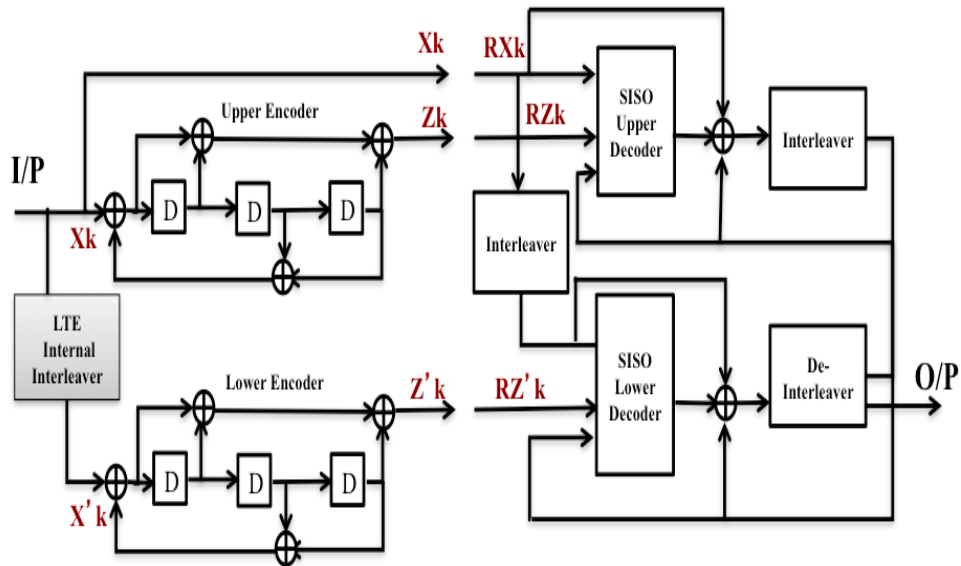 Xk
RXk
Upper Encoder
Zk
RZk
SISO
Upper
Decoder
Interleaver
I/P
D
D
D
Xk
Interleaver
LTE
Internal
Interleaver
Lower Encoder
Z'k
RZ'k
SISO
Lower
Decoder
De-
Interleaver
O/P
D
D
D
X'k